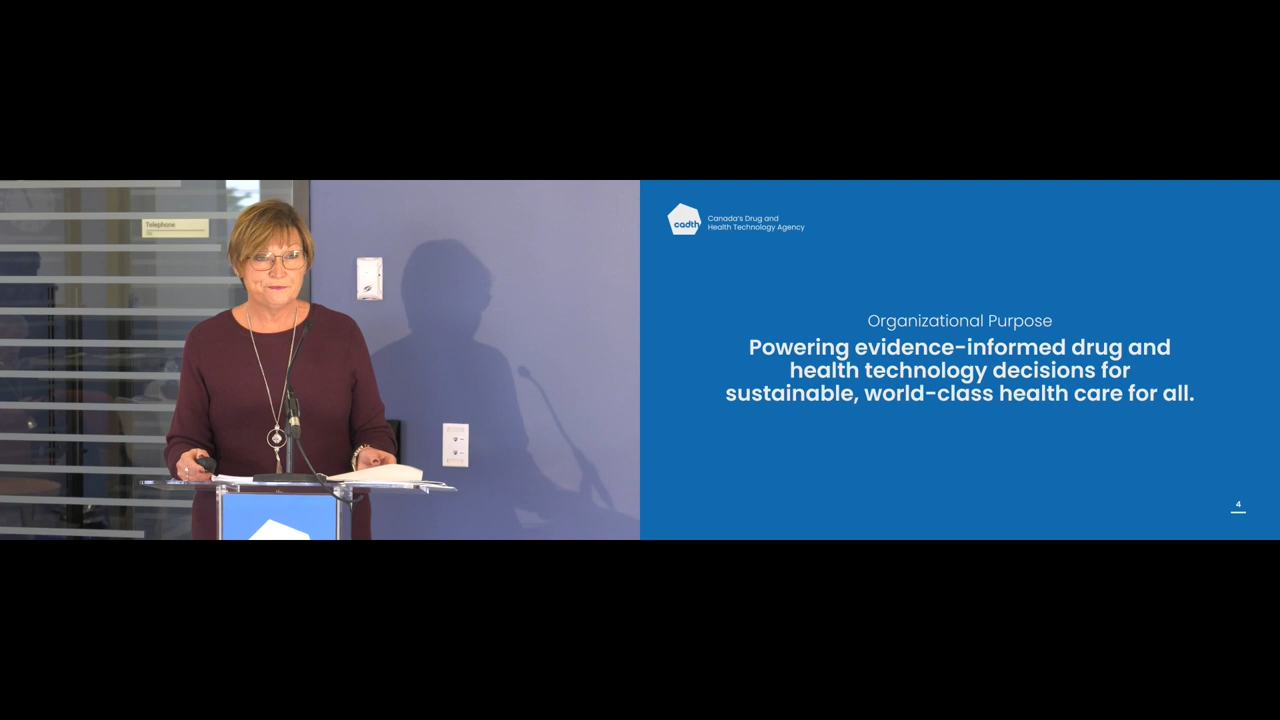 Telephone
cadth
Canada's Drug and
Health Technology Agency
Organizational Purpose
Powering evidence-informed drug and
health technology decisions for
sustainable, world-class health care for all.
4